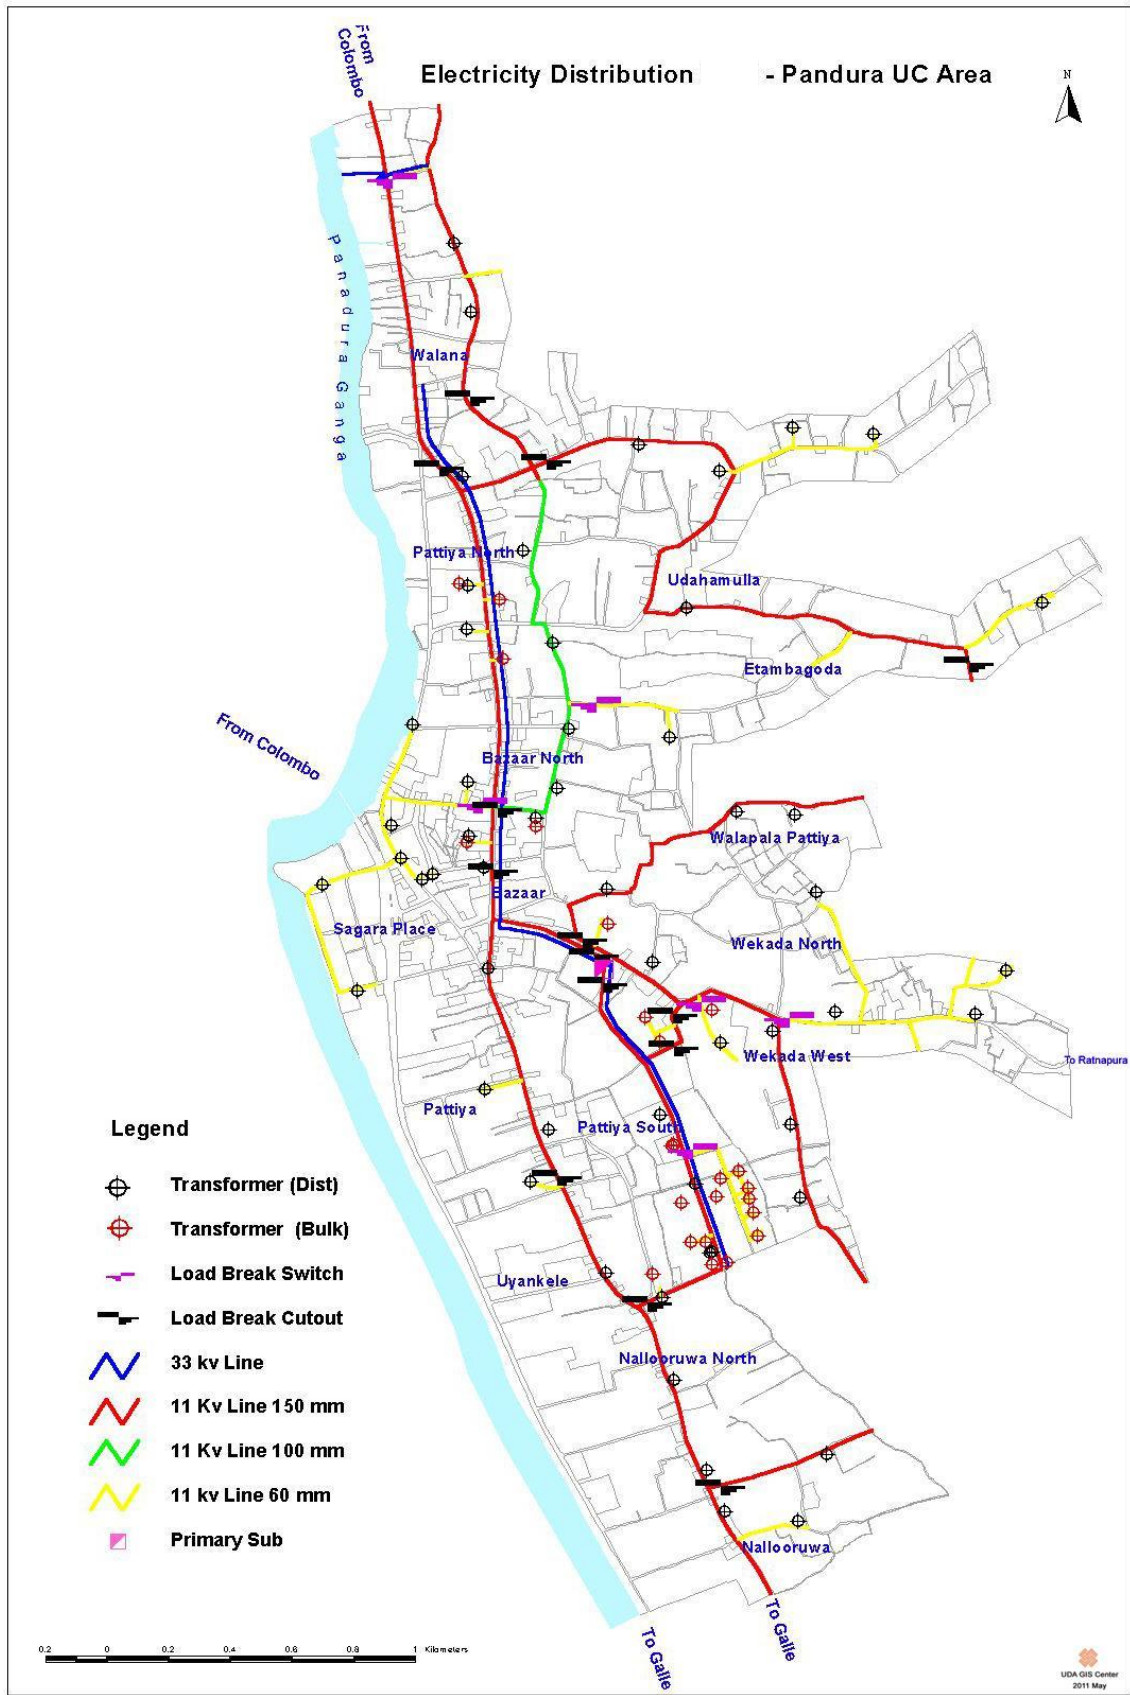 From
Colombo
Electricity Distribution - Pandura UC Area
N
Panadura Ganga
Walana
Pattiya North
Udahamulla
Etambagoda
From Colombo
Bazaar North
Walapala Pattiya
Bazaar
Sagara Place
Wekada North
Wekada West
To Ratnapura
Pattiya
Pattiya South
Legend
Transformer (Dist)
Transformer (Bulk)
Load Break Switch
Load Break Cutout
33 kv Line
11 Kv Line 150 mm
11 Kv Line 100 mm
11 kv Line 60 mm
Primary Sub
Uyankele
Nallooruwa North
Nallooruwa
To Galle
To Galle
0.2 0 0.2 0.4 0.6 0.8 1 Kilometers
UDA GIS Center
2011 May